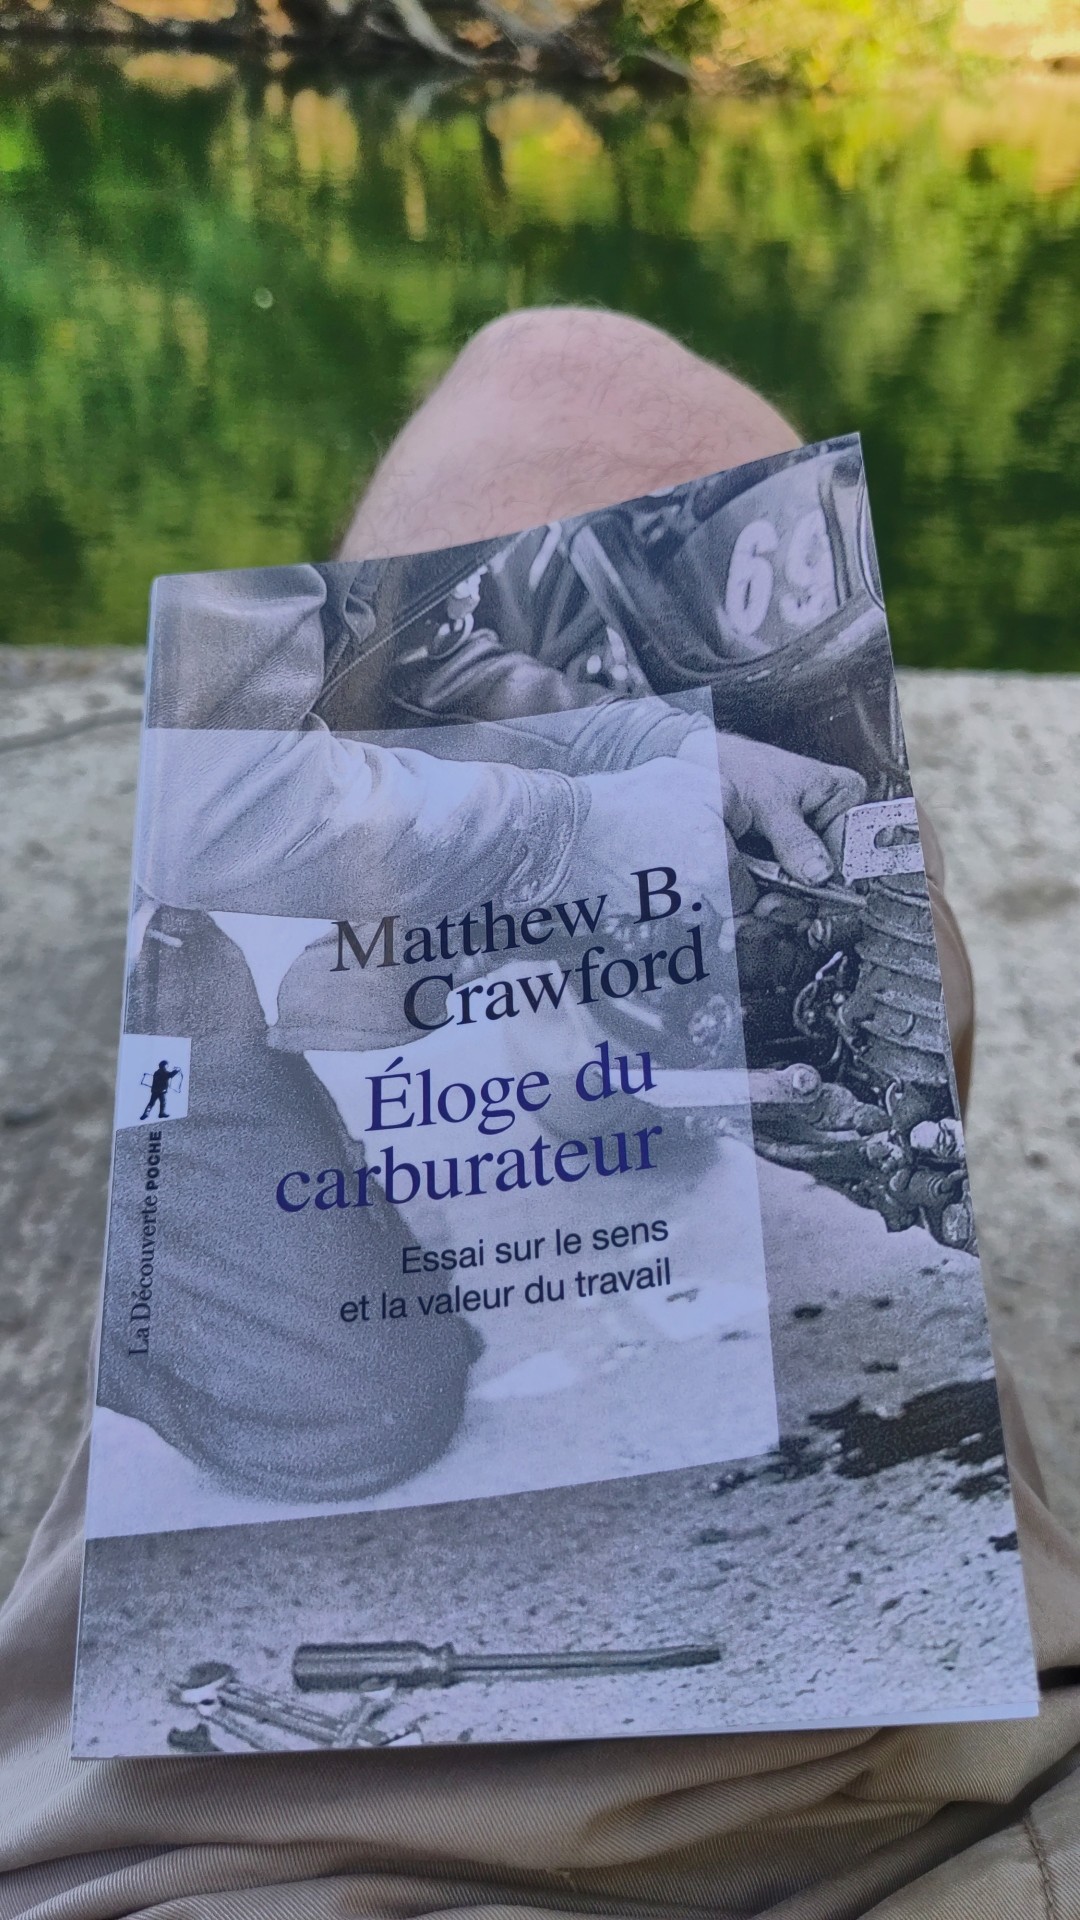 69
Matthew B.
Crawford
Éloge du
carburateur
Essai sur le sens
et la valeur du travail
La Découverte POCHE